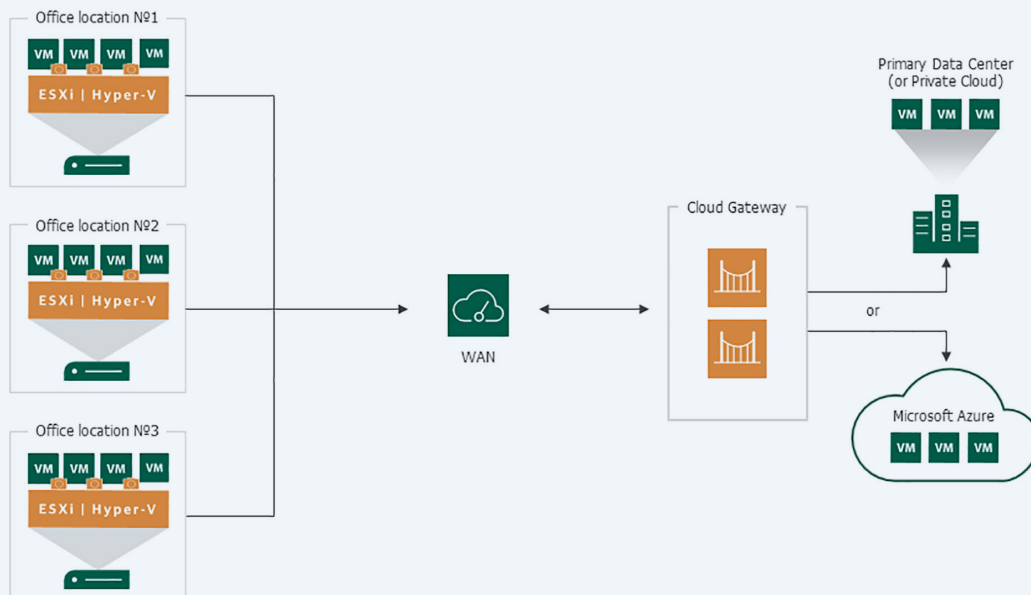 Office location №1
VM VM VM VM
ESXi | Hyper-V
Office location №2
VM VM VM VM
ESXi | Hyper-V
Office location №3
VM VM VM VM
ESXi | Hyper-V
WAN
Cloud Gateway
Primary Data Center
(or Private Cloud)
VM VM VM
or
Microsoft Azure
VM VM VM